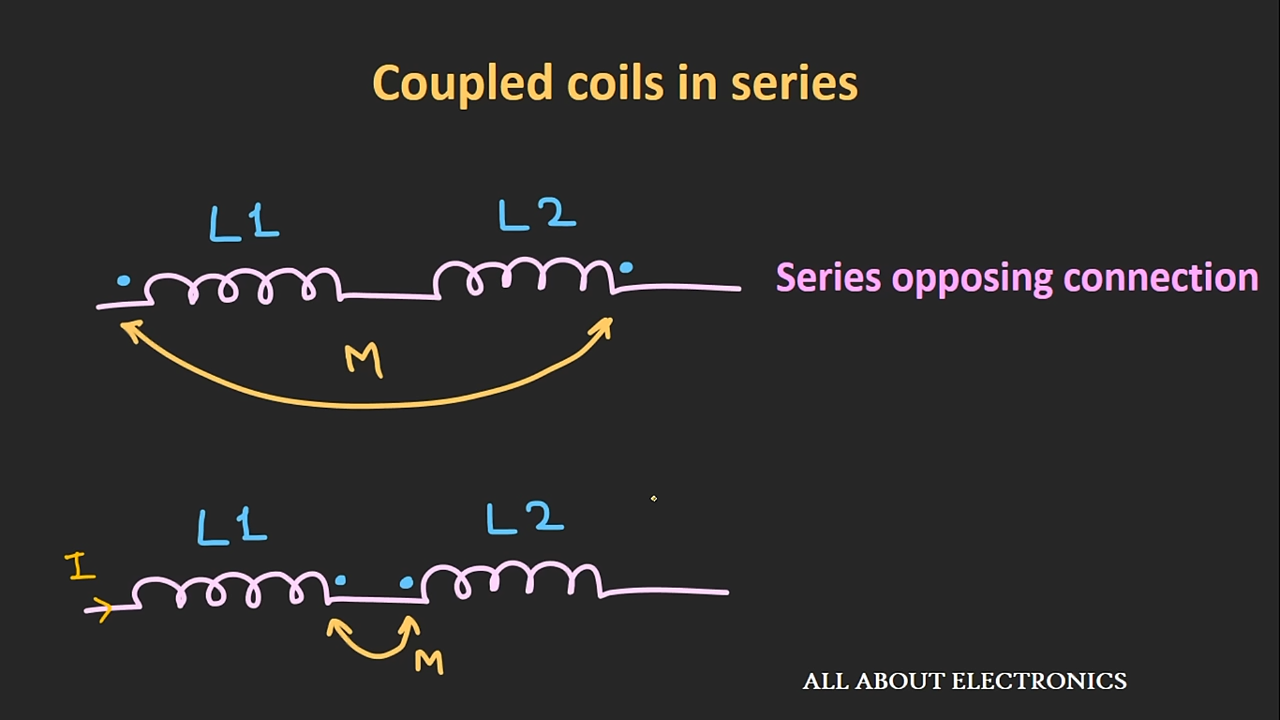 Coupled coils in series
L1 L2
Series opposing connection
M
L1 L2
I
M
ALL ABOUT ELECTRONICS